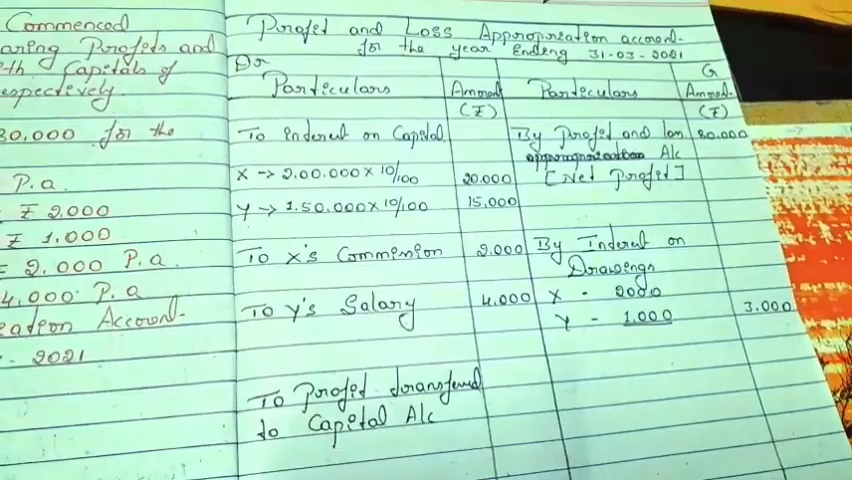 Commenced
aring Profits and
th Capitals of
espectively.
80.000 for the
P.a
₹ 2.000
₹ 1.000
= 2.000 P.a.
4.000 P.a
eation Account-
- 2021
Profit and Loss Appropriation account.
for the year Ending 31-03-2021
Dr Cr
Particulars Amount Particulars Amount
(₹) (₹)
To Interest on Capital By Profit and loss 80.000
A/c
X → 2.00.000 x 10/100 20.000 [Net profit]
Y → 1.50.000 x 10/100 15.000
To X's Commission 2.000 By Interest on
Drawings
To Y's Salary 4.000 X - 2000
Y - 1.000 3.000
To Profit transferred
to Capital A/c